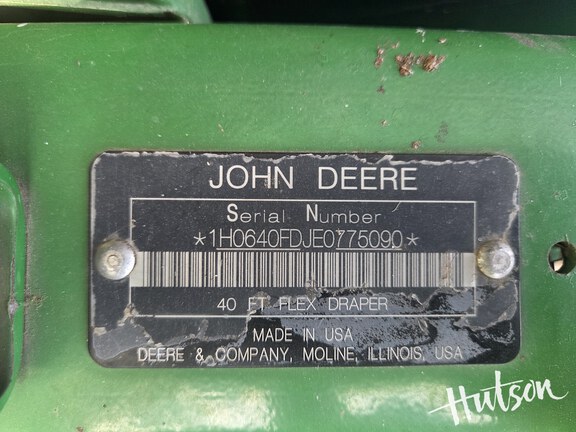 JOHN DEERE
Serial Number
*1H0640FDJE0775090*
40 FT FLEX DRAPER
MADE IN USA
DEERE & COMPANY, MOLINE, ILLINOIS, USA
Hutson